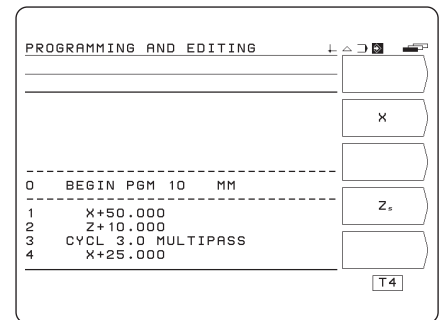 PROGRAMMING AND EDITING
X
0 BEGIN PGM 10 MM
Zs
1 X+50.000
2 Z+10.000
3 CYCL 3.0 MULTIPASS
4 X+25.000
T4